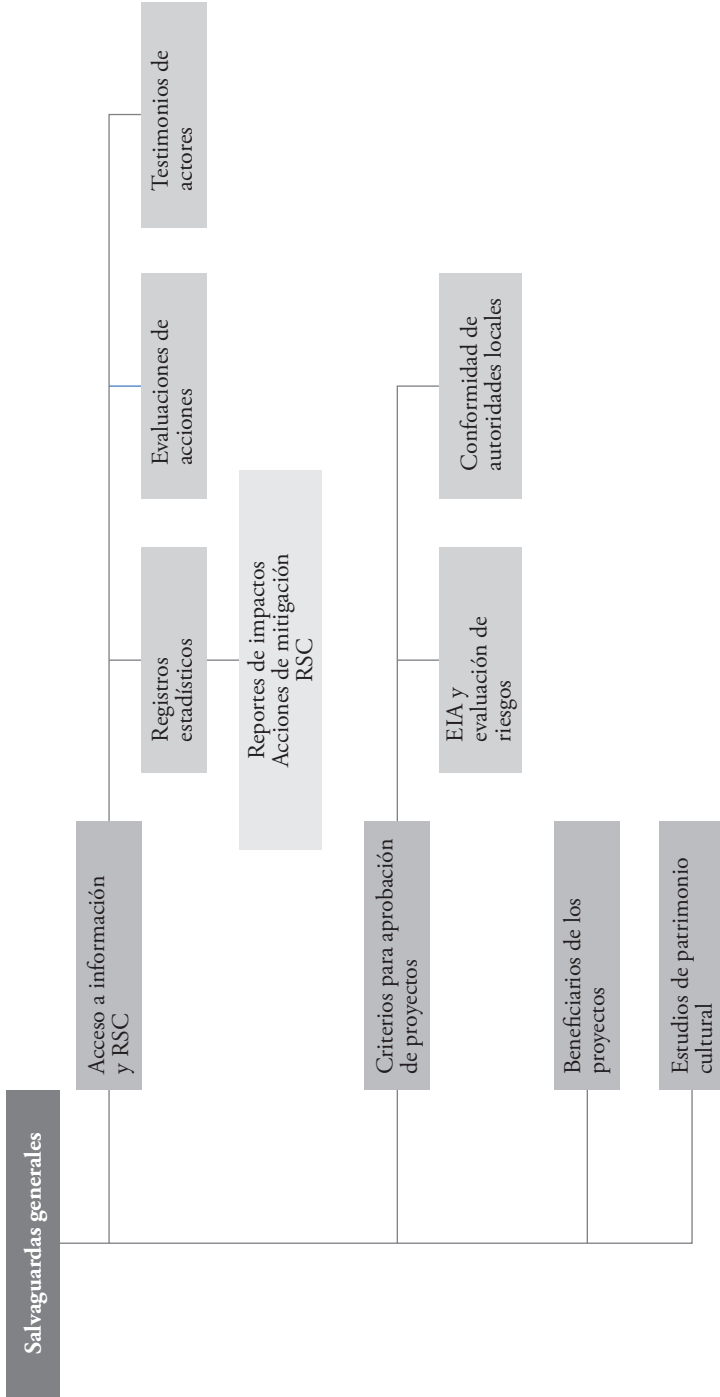 Salvaguardas generales
Acceso a información
y RSC
Registros
estadísticos
Reportes de impactos
Acciones de mitigación
RSC
Evaluaciones de
acciones
Testimonios de
actores
Criterios para aprobación
de proyectos
EIA y
evaluación de
riesgos
Conformidad de
autoridades locales
Beneficiarios de los
proyectos
Estudios de patrimonio
cultural